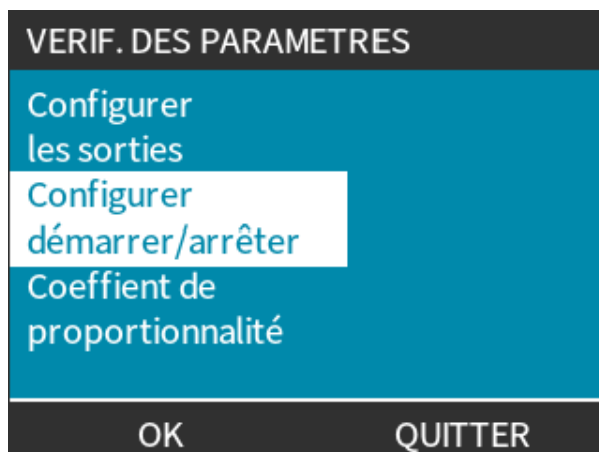 VERIF. DES PARAMETRES
Configurer
les sorties
Configurer
démarrer/arrêter
Coeffient de
proportionnalité
OK
QUITTER